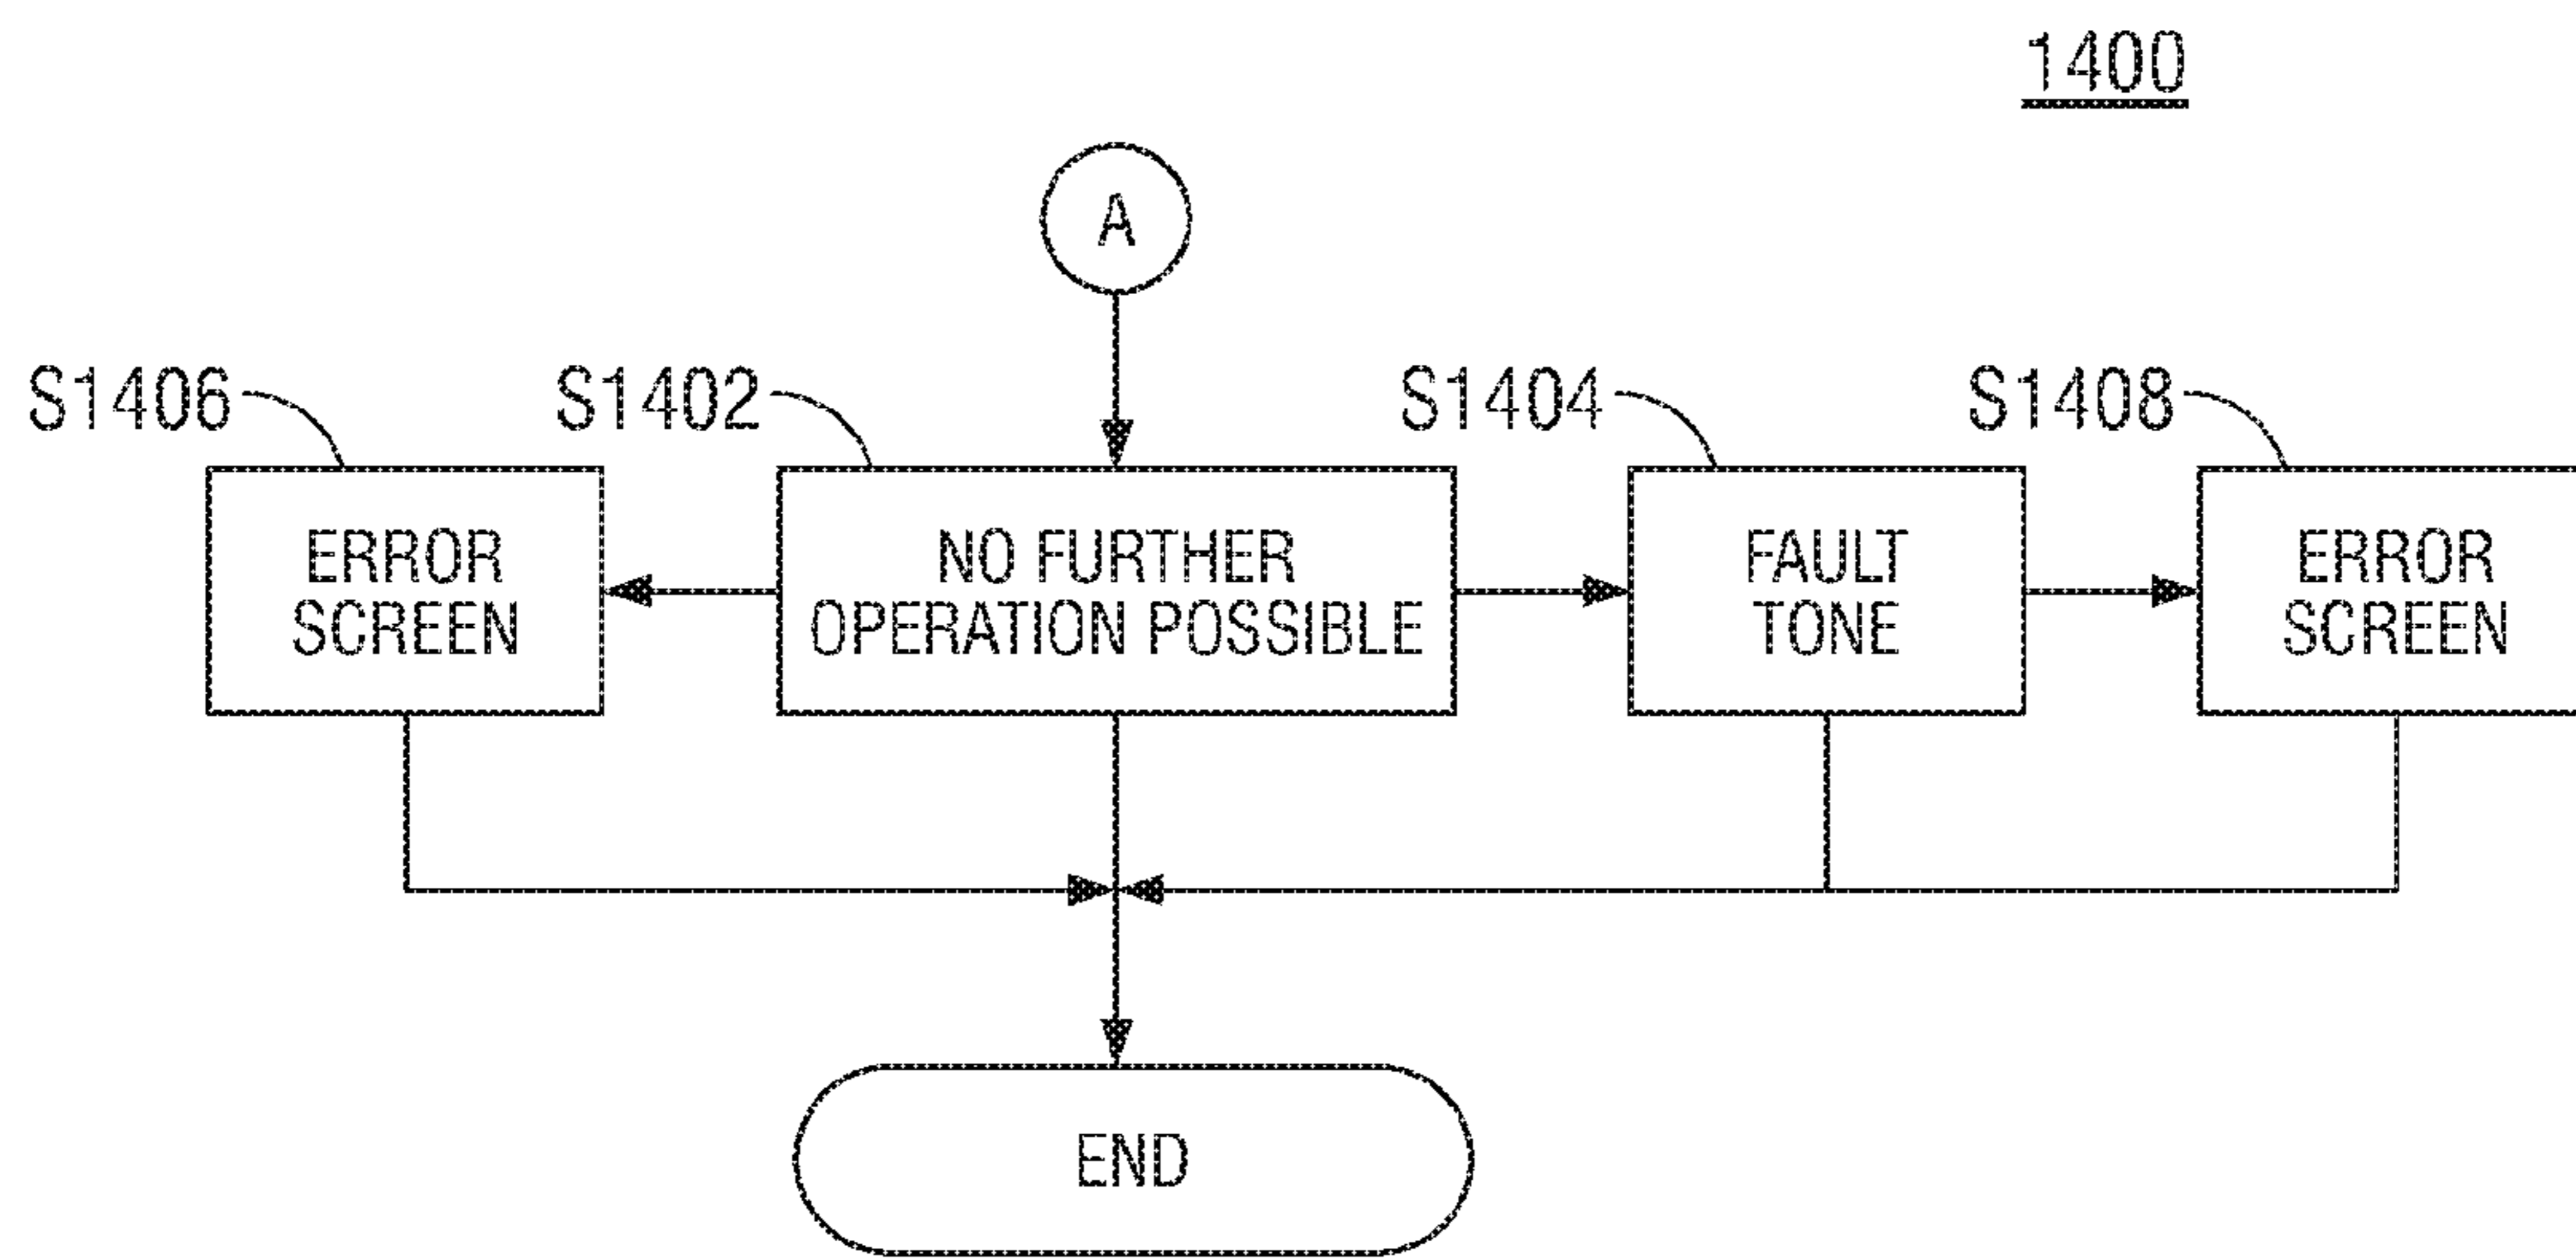 1400
A
S1406
S1402
S1404
S1408
ERROR
SCREEN
NO FURTHER
OPERATION POSSIBLE
FAULT
TONE
ERROR
SCREEN
END